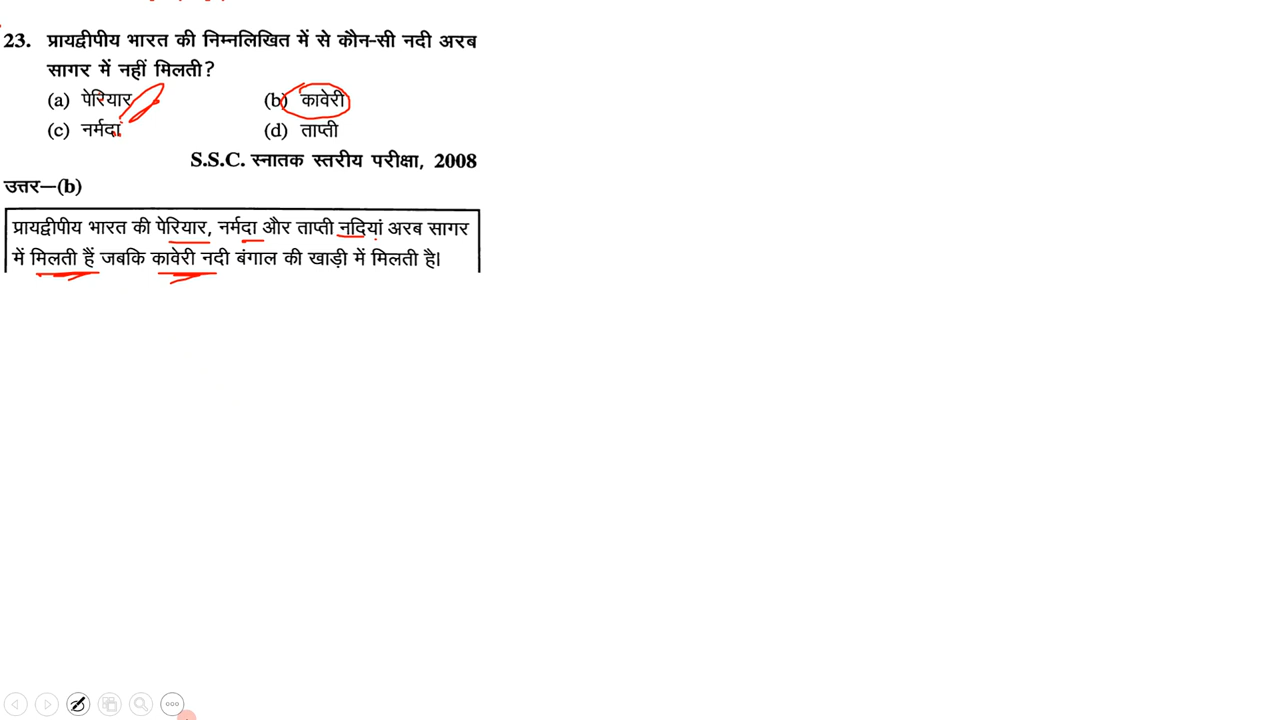 23. प्रायद्वीपीय भारत की निम्नलिखित में से कौन-सी नदी अरब
सागर में नहीं मिलती?
(a) पेरियार (b) कावेरी
(c) नर्मदा (d) ताप्ती
S.S.C. स्नातक स्तरीय परीक्षा, 2008
उत्तर—(b)
प्रायद्वीपीय भारत की पेरियार, नर्मदा और ताप्ती नदियां अरब सागर
में मिलती हैं जबकि कावेरी नदी बंगाल की खाड़ी में मिलती है।